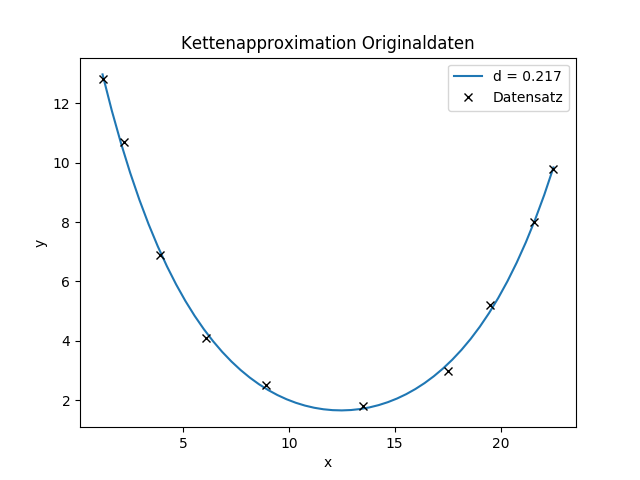 Kettenapproximation Originaldaten
d = 0.217
Datensatz
12
10
8
6
4
2
y
5
10
15
20
x